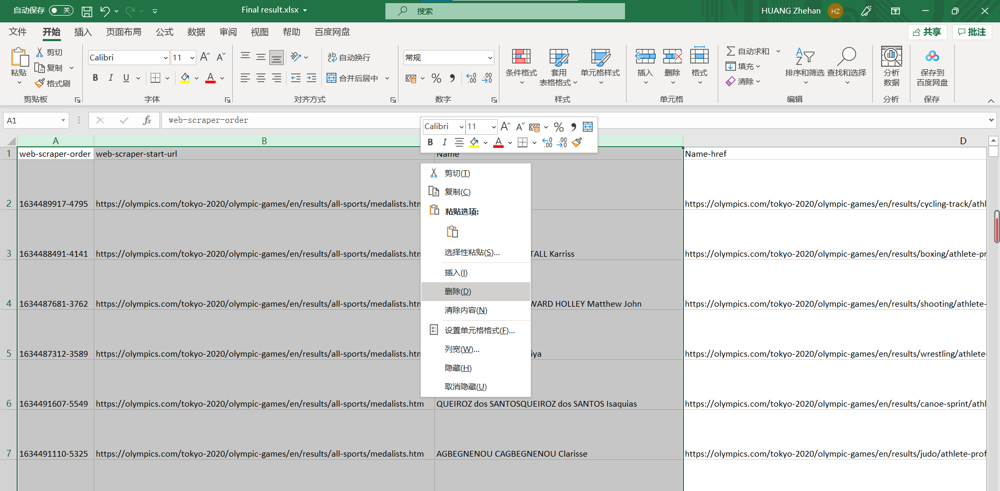 自动保存 关 Final result.xlsx 搜索 HUANG Zhehan HZ
文件 开始 插入 页面布局 公式 数据 审阅 视图 帮助 百度网盘 共享 批注
粘贴 剪切 复制 格式刷 剪贴板
Calibri 11 A A
B I U A 字体
ab 自动换行
合并后居中 对齐方式
常规
% .00 .00 数字
条件格式 套用 表格格式 单元格样式 样式
插入 删除 格式 单元格
自动求和 填充 清除 排序和筛选 查找和选择 编辑
分析 数据 分析
保存到 百度网盘 保存
A1 fx web-scraper-order
Calibri 11 A A %
B I A .00 .00
A B D
1 web-scraper-order web-scraper-start-url Name Name-href
2 1634489917-4795 https://olympics.com/tokyo-2020/olympic-games/en/results/all-sports/medalists.htm https://olympics.com/tokyo-2020/olympic-games/en/results/cycling-track/athl
3 1634488491-4141 https://olympics.com/tokyo-2020/olympic-games/en/results/all-sports/medalists.htm TALL Karriss https://olympics.com/tokyo-2020/olympic-games/en/results/boxing/athlete-pr
4 1634487681-3762 https://olympics.com/tokyo-2020/olympic-games/en/results/all-sports/medalists.htm WARD HOLLEY Matthew John https://olympics.com/tokyo-2020/olympic-games/en/results/shooting/athlete-
5 1634487312-3589 https://olympics.com/tokyo-2020/olympic-games/en/results/all-sports/medalists.htm iya https://olympics.com/tokyo-2020/olympic-games/en/results/wrestling/athlete-
6 1634491607-5549 https://olympics.com/tokyo-2020/olympic-games/en/results/all-sports/medalists.htm QUEIROZ dos SANTOSQUEIROZ dos SANTOS Isaquias https://olympics.com/tokyo-2020/olympic-games/en/results/canoe-sprint/athl
7 1634491110-5325 https://olympics.com/tokyo-2020/olympic-games/en/results/all-sports/medalists.htm AGBEGNENOU CAGBEGNENOU Clarisse https://olympics.com/tokyo-2020/olympic-games/en/results/judo/athlete-prof
剪切(T)
复制(C)
粘贴选项:
选择性粘贴(S)...
插入(I)
删除(D)
清除内容(N)
设置单元格格式(F)...
列宽(W)...
隐藏(H)
取消隐藏(U)